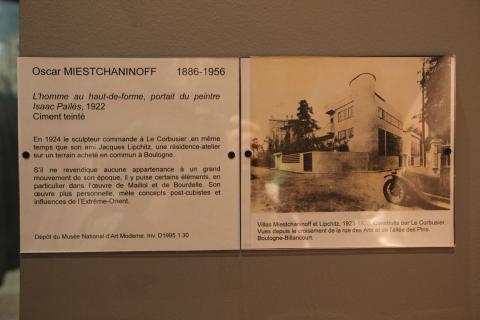 Oscar MIESTCHANINOFF 1886-1956
L'homme au haut-de-forme, portait du peintre
Isaac Païlès, 1922
Ciment teinté
En 1924 le sculpteur commande à Le Corbusier ,en même
temps que son ami Jacques Lipchitz, une résidence-atelier
sur un terrain acheté en commun à Boulogne.
S'il ne revendique aucune appartenance à un grand
mouvement de son époque, il y puise certains éléments, en
particulier dans l'œuvre de Maillol et de Bourdelle. Son
œuvre plus personnelle, mêle concepts post-cubistes et
influences de l'Extrême-Orient.
Dépôt du Musée National d'Art Moderne. Inv. D1995.1.30
Villas Miestchaninoff et Lipchitz, 1923- Construits par Le Corbusier.
Vues depuis le croisement de la rue des Arts et de l'allée des Pins.
Boulogne-Billancourt.